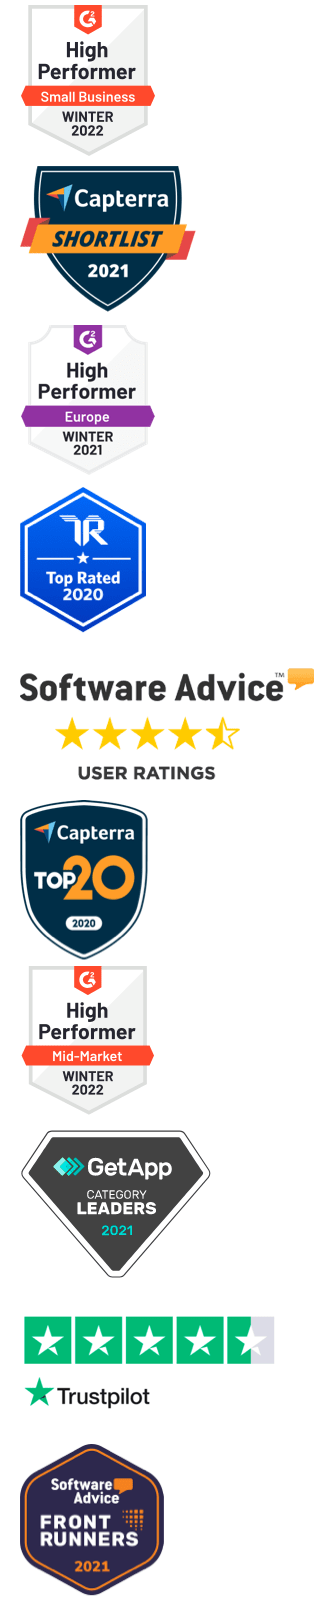 G2
High
Performer
Small Business
WINTER
2022
Capterra
SHORTLIST
2021
G2
High
Performer
Europe
WINTER
2021
TR
Top Rated
2020
Software Advice™
USER RATINGS
Capterra
TOP 20
2020
G2
High
Performer
Mid-Market
WINTER
2022
GetApp
CATEGORY
LEADERS
2021
Trustpilot
Software
Advice
FRONT
RUNNERS
2021